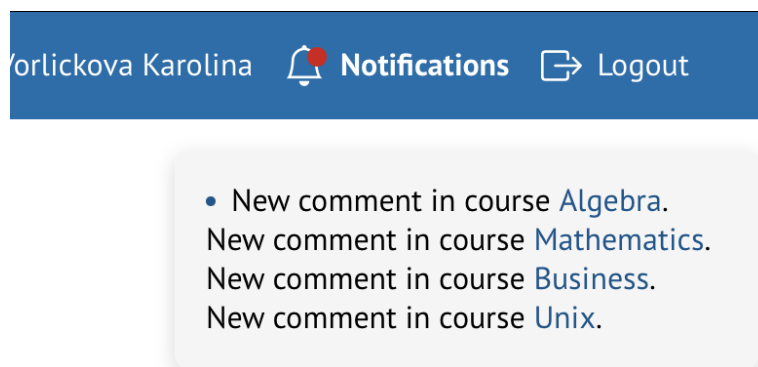 Karolina Notifications Logout
• New comment in course Algebra.
New comment in course Mathematics.
New comment in course Business.
New comment in course Unix.